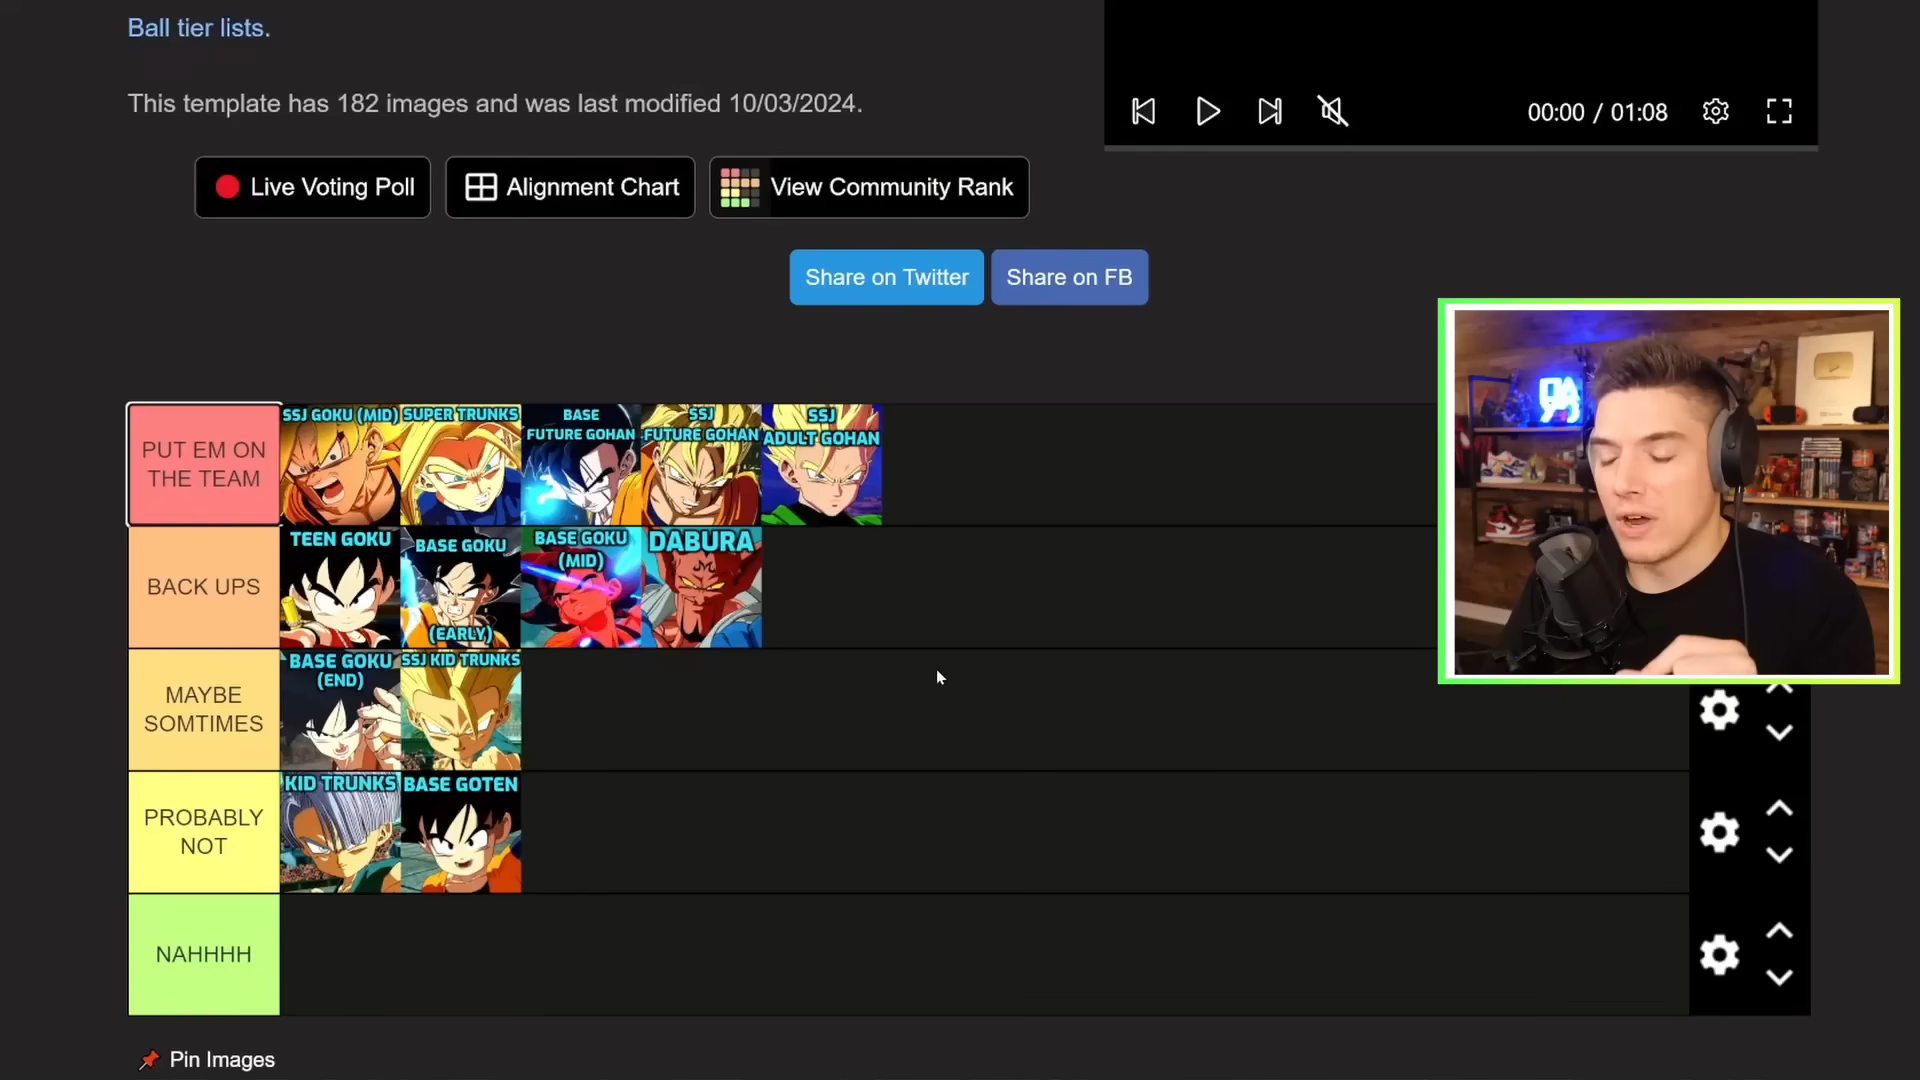 Ball tier lists.
This template has 182 images and was last modified 10/03/2024.
00:00 / 01:08
Live Voting Poll
Alignment Chart
View Community Rank
Share on Twitter
Share on FB
PUT EM ON
THE TEAM
SSJ GOKU (MID)
SUPER TRUNKS
BASE
FUTURE GOHAN
SSJ
FUTURE GOHAN
SSJ
ADULT GOHAN
BACK UPS
TEEN GOKU
BASE GOKU
(EARLY)
BASE GOKU
(MID)
DABURA
MAYBE
SOMTIMES
BASE GOKU
(END)
SSJ KID TRUNKS
PROBABLY
NOT
KID TRUNKS
BASE GOTEN
NAHHHH
Pin Images